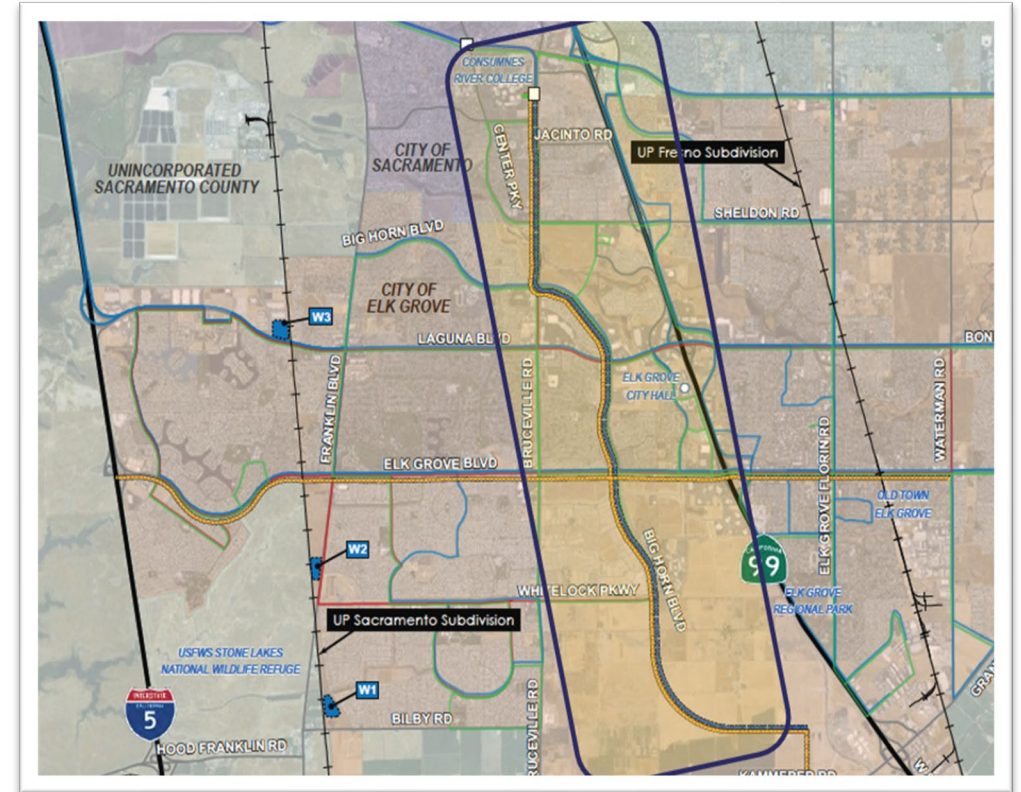 CONSUMNES
RIVER COLLEGE
CITY OF
SACRAMENTO
UNINCORPORATED
SACRAMENTO COUNTY
CENTER PKY
JACINTO RD
UP Fresno Subdivision
SHELDON RD
BIG HORN BLVD
CITY OF
ELK GROVE
W3
LAGUNA BLVD
BON
FRANKLIN BLVD
BRUCEVILLE RD
ELK GROVE
CITY HALL
WATERMAN RD
ELK GROVE BLVD
ELK GROVE FLORIN RD
OLD TOWN
ELK GROVE
W2
BIG HORN BLVD
CALIFORNIA
99
WHITELOCK PKWY
ELK GROVE
REGIONAL PARK
UP Sacramento Subdivision
USFWS STONE LAKES
NATIONAL WILDLIFE REFUGE
W1
INTERSTATE
CALIFORNIA
5
BILBY RD
RUCEVILLE RD
GRAN
HOOD FRANKLIN RD
KAMMERER RD
W